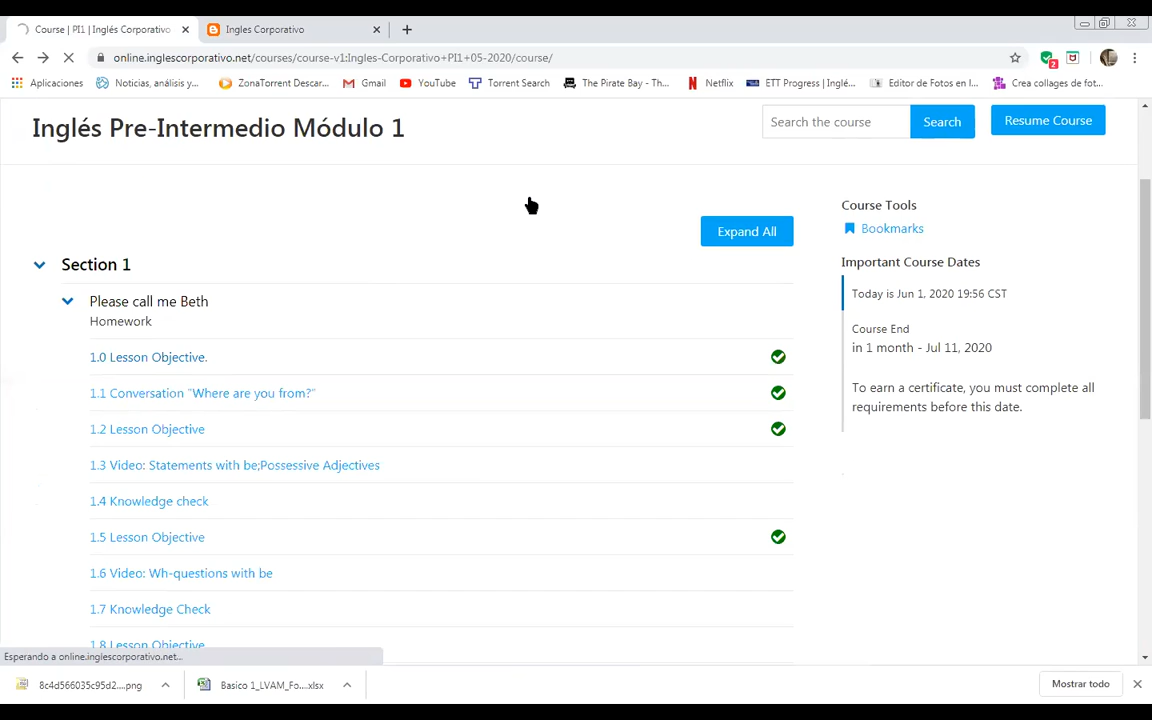 Course | PI1 | Inglés Corporativo
Ingles Corporativo
online.inglescorporativo.net/courses/course-v1:Ingles-Corporativo+PI1+05-2020/course/
Aplicaciones
Noticias, análisis y...
ZonaTorrent Descar...
Gmail
YouTube
Torrent Search
The Pirate Bay - Th...
Netflix
ETT Progress | Inglé...
Editor de Fotos en l...
Crea collages de fot...
2
Inglés Pre-Intermedio Módulo 1
Search the course
Search
Resume Course
Expand All
Section 1
Please call me Beth
Homework
1.0 Lesson Objective.
1.1 Conversation "Where are you from?"
1.2 Lesson Objective
1.3 Video: Statements with be;Possessive Adjectives
1.4 Knowledge check
1.5 Lesson Objective
1.6 Video: Wh-questions with be
1.7 Knowledge Check
1.8 Lesson Objective
Course Tools
Bookmarks
Important Course Dates
Today is Jun 1, 2020 19:56 CST
Course End
in 1 month - Jul 11, 2020
To earn a certificate, you must complete all
requirements before this date.
Esperando a online.inglescorporativo.net...
8c4d566035c95d2....png
Basico 1_LVAM_Fo....xlsx
Mostrar todo